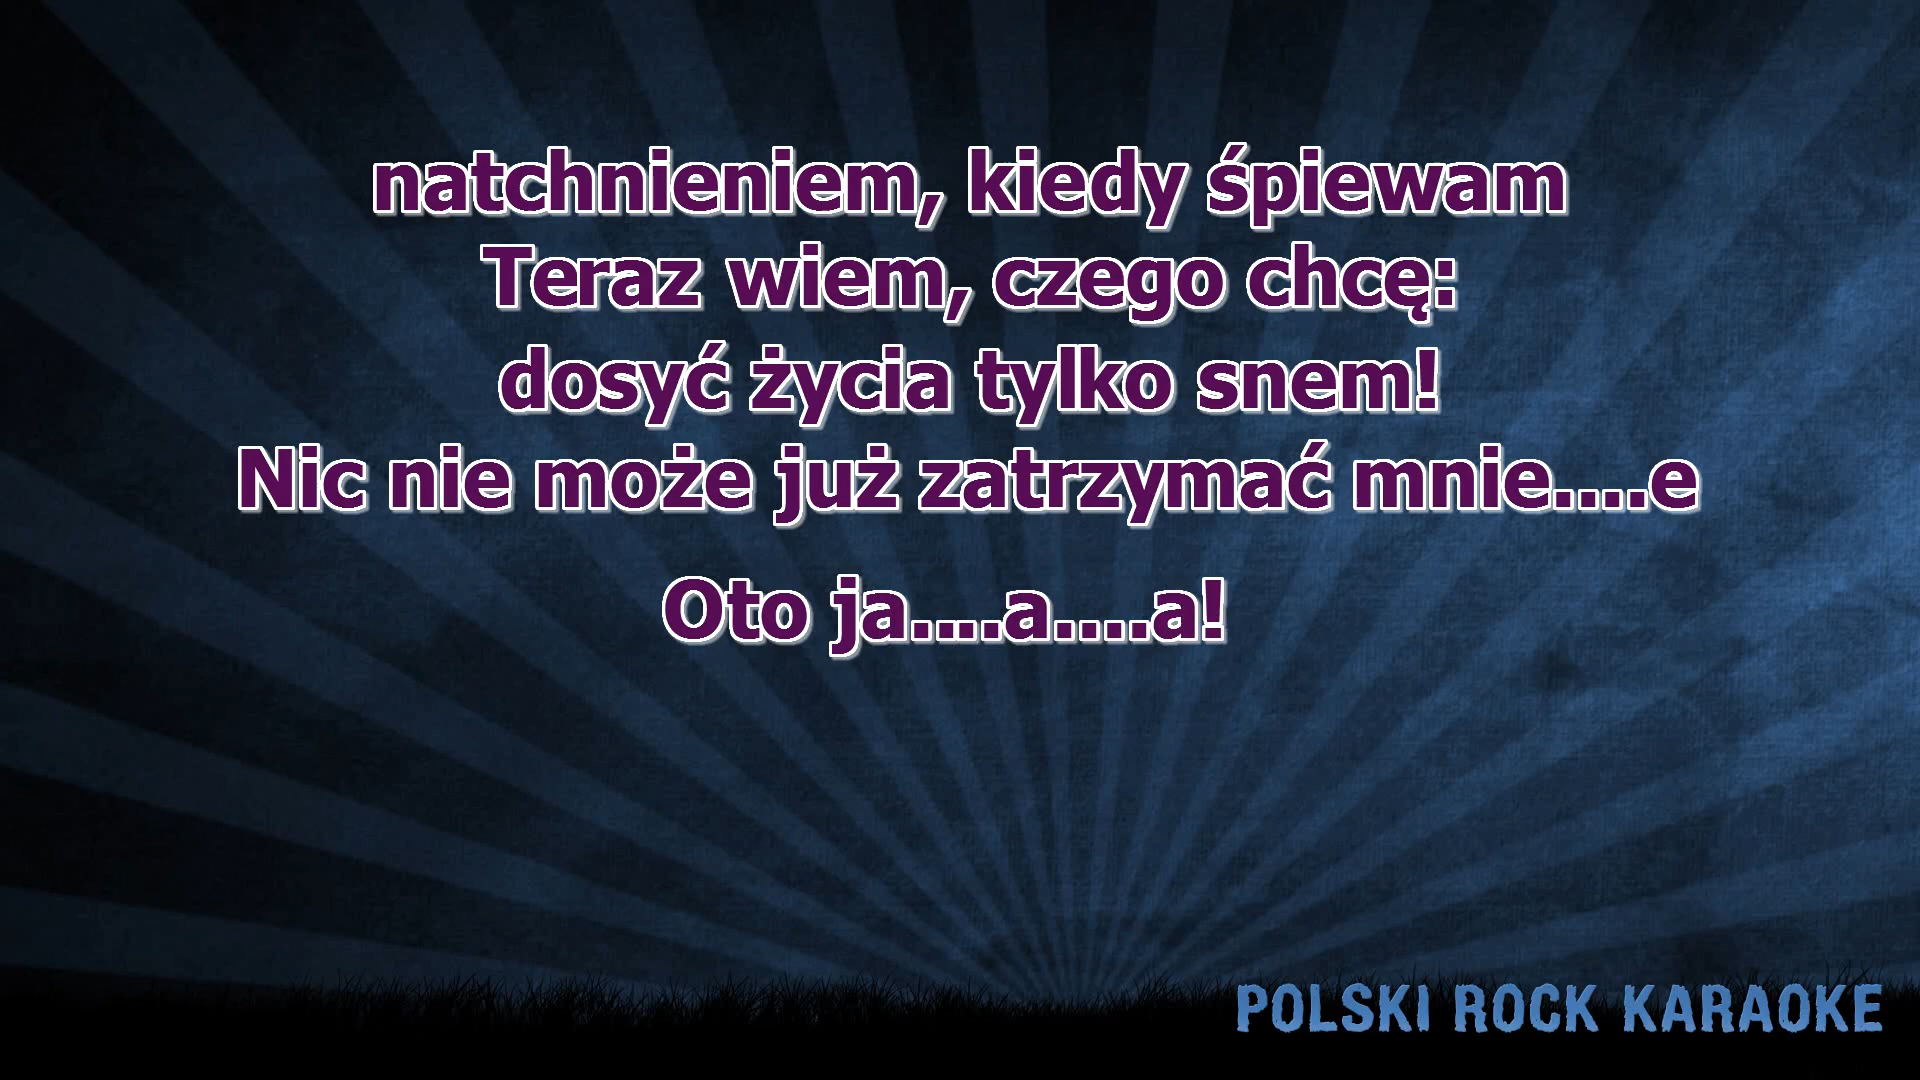 natchnieniem, kiedy śpiewam
Teraz wiem, czego chcę:
dosyć życia tylko snem!
Nic nie może już zatrzymać mnie....e
Oto ja....a....a!
POLSKI ROCK KARAOKE